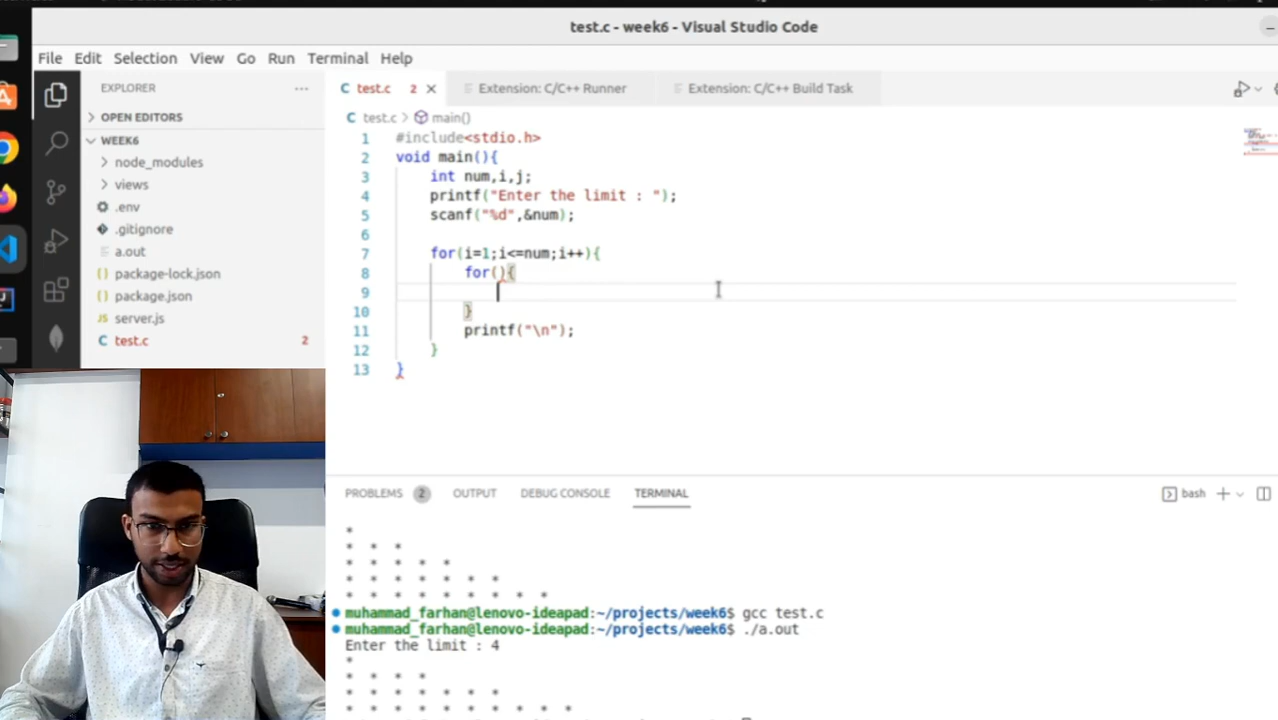 test.c - week6 - Visual Studio Code
File Edit Selection View Go Run Terminal Help
EXPLORER
OPEN EDITORS
WEEK6
node_modules
views
.env
.gitignore
a.out
package-lock.json
package.json
server.js
C test.c 2
C test.c 2
Extension: C/C++ Runner
Extension: C/C++ Build Task
C test.c > main()
1 #include<stdio.h>
2 void main(){
3 int num,i,j;
4 printf("Enter the limit : ");
5 scanf("%d",&num);
6
7 for(i=1;i<=num;i++){
8 for(){
9
10 }
11 printf("\n");
12 }
13 }
PROBLEMS 2 OUTPUT DEBUG CONSOLE TERMINAL
bash
*
* * *
* * * * *
* * * * * * *
* * * * * * * * *
muhammad_farhan@lenovo-ideapad:~/projects/week6$ gcc test.c
muhammad_farhan@lenovo-ideapad:~/projects/week6$ ./a.out
Enter the limit : 4
*
* * * *
* * * * * * *
* * * * * * * * * *